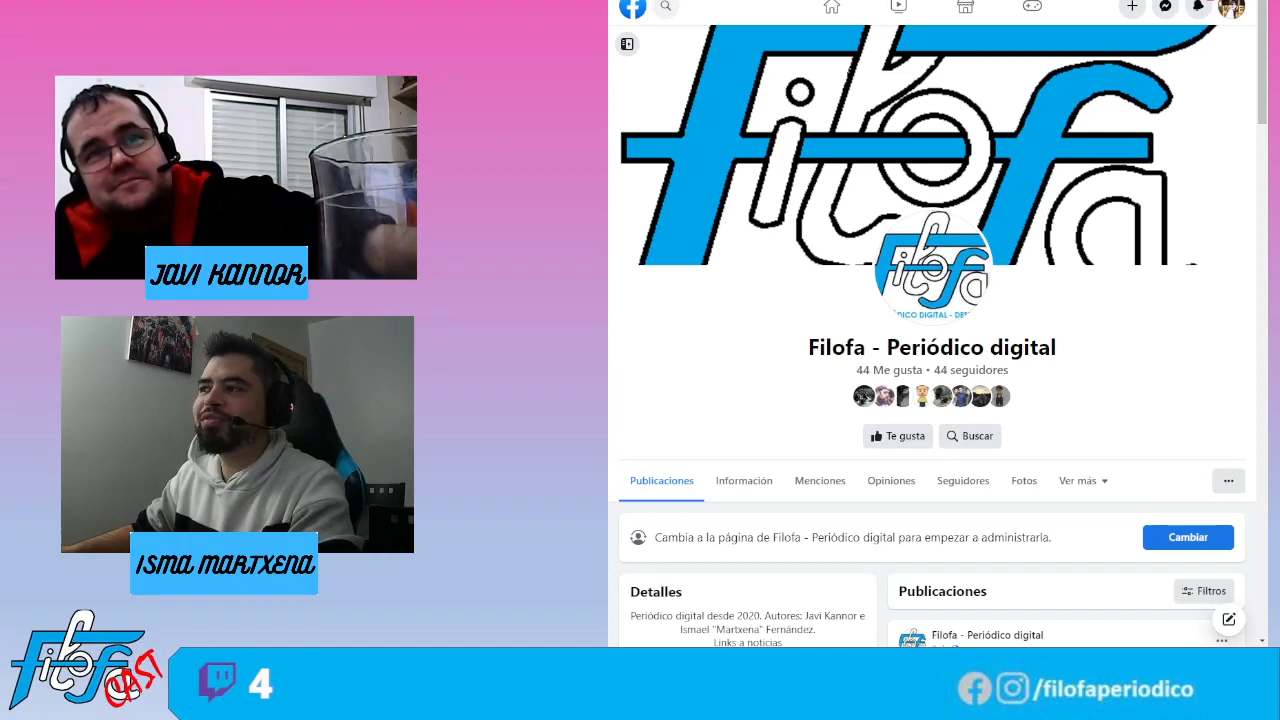 JAVI KANNOR
ISMA MARTXENA
Filofa
CAST
4
Filofa
Filofa
Filofa - Periódico digital
44 Me gusta • 44 seguidores
Te gusta
Buscar
Publicaciones
Información
Menciones
Opiniones
Seguidores
Fotos
Ver más
Cambia a la página de Filofa - Periódico digital para empezar a administrarla.
Cambiar
Detalles
Periódico digital desde 2020. Autores: Javi Kannor e
Ismael "Martxena" Fernández.
Links a noticias
Publicaciones
Filtros
Filofa - Periódico digital
/filofaperiodico